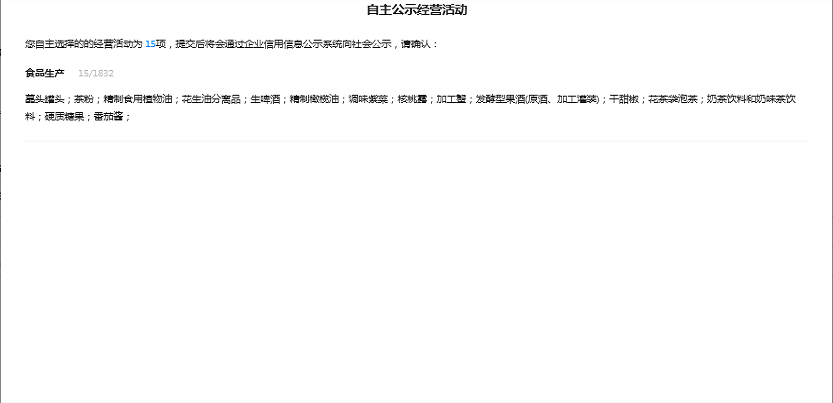 自主公示经营活动
您自主选择的的经营活动为 15项，提交后将会通过企业信用信息公示系统向社会公示，请确认：
食品生产 15/1832
藠头罐头；茶粉；精制食用植物油；花生油分离品；生啤酒；精制橄榄油；调味紫菜；核桃露；加工蟹；发酵型果酒(原酒、加工灌装)；干甜椒；花茶袋泡茶；奶茶饮料和奶味茶饮
料；硬质糖果；番茄酱；